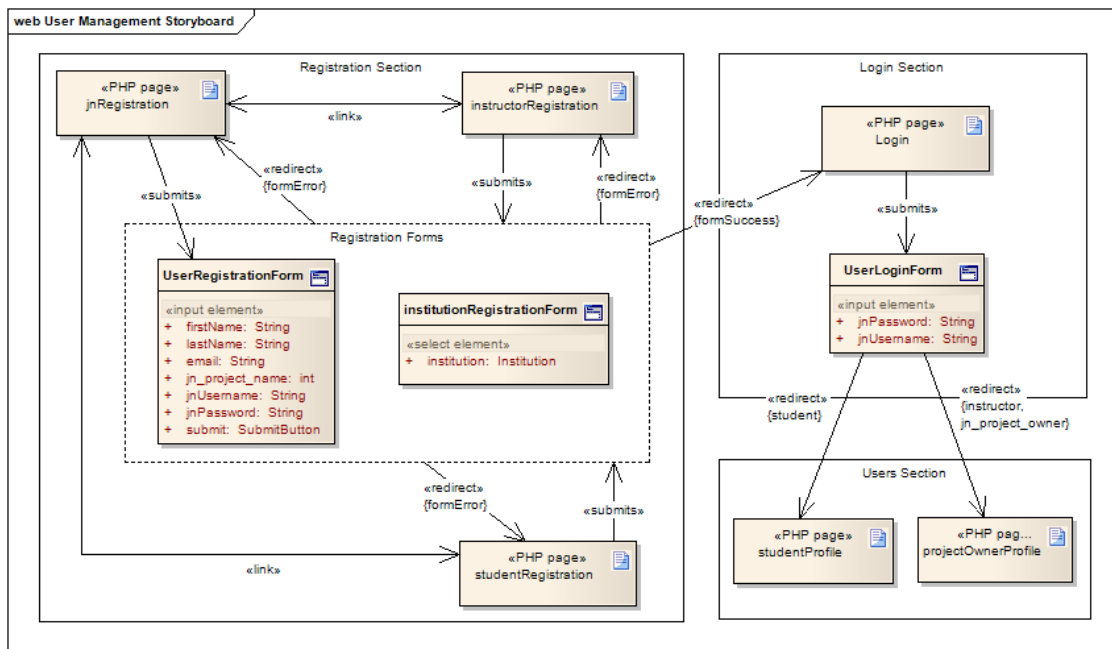 web User Management Storyboard
Registration Section
«PHP page»
jnRegistration
«PHP page»
instructorRegistration
«link»
«submits»
«redirect»
{formError}
«submits»
«redirect»
{formError}
Registration Forms
UserRegistrationForm
«input element»
+ firstName: String
+ lastName: String
+ email: String
+ jn_project_name: int
+ jnUsername: String
+ jnPassword: String
+ submit: SubmitButton
institutionRegistrationForm
«select element»
+ institution: Institution
«redirect»
{formError}
«submits»
«link»
«PHP page»
studentRegistration
«redirect»
{formSuccess}
Login Section
«PHP page»
Login
«submits»
UserLoginForm
«input element»
+ jnPassword: String
+ jnUsername: String
«redirect»
{student}
«redirect»
{instructor,
jn_project_owner}
Users Section
«PHP page»
studentProfile
«PHP pag...
projectOwnerProfile